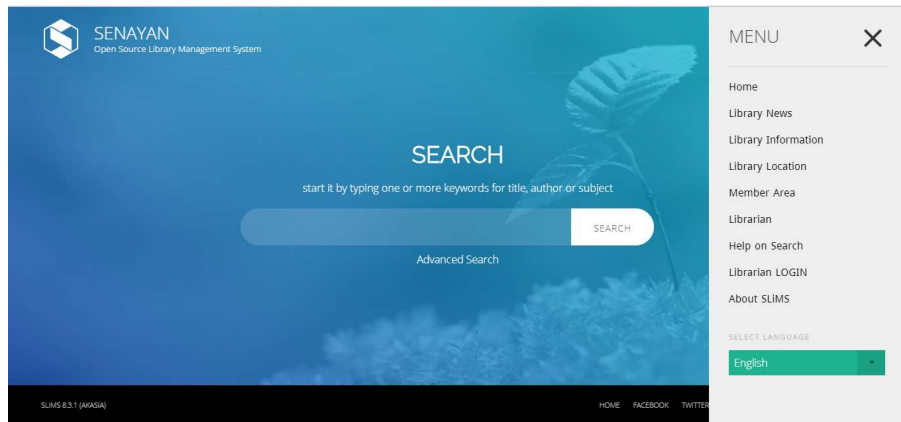 SENAYAN
Open Source Library Management System
SEARCH
start it by typing one or more keywords for title, author or subject
SEARCH
Advanced Search
MENU
Home
Library News
Library Information
Library Location
Member Area
Librarian
Help on Search
Librarian LOGIN
About SLiMS
SELECT LANGUAGE
English
SLIMS 8.3.1 (AKASIA)
HOME FACEBOOK TWITTER